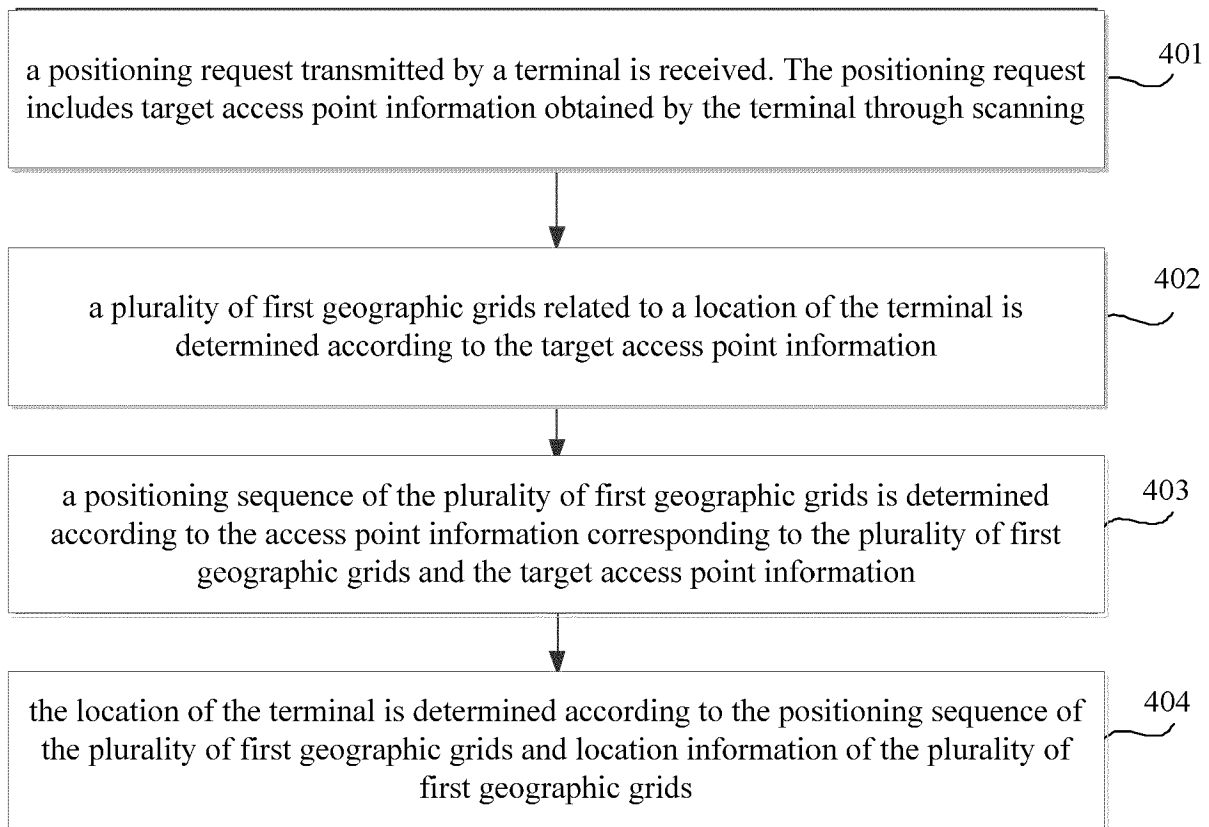 a positioning request transmitted by a terminal is received. The positioning request
includes target access point information obtained by the terminal through scanning
401
a plurality of first geographic grids related to a location of the terminal is
determined according to the target access point information
402
a positioning sequence of the plurality of first geographic grids is determined
according to the access point information corresponding to the plurality of first
geographic grids and the target access point information
403
the location of the terminal is determined according to the positioning sequence of
the plurality of first geographic grids and location information of the plurality of
first geographic grids
404